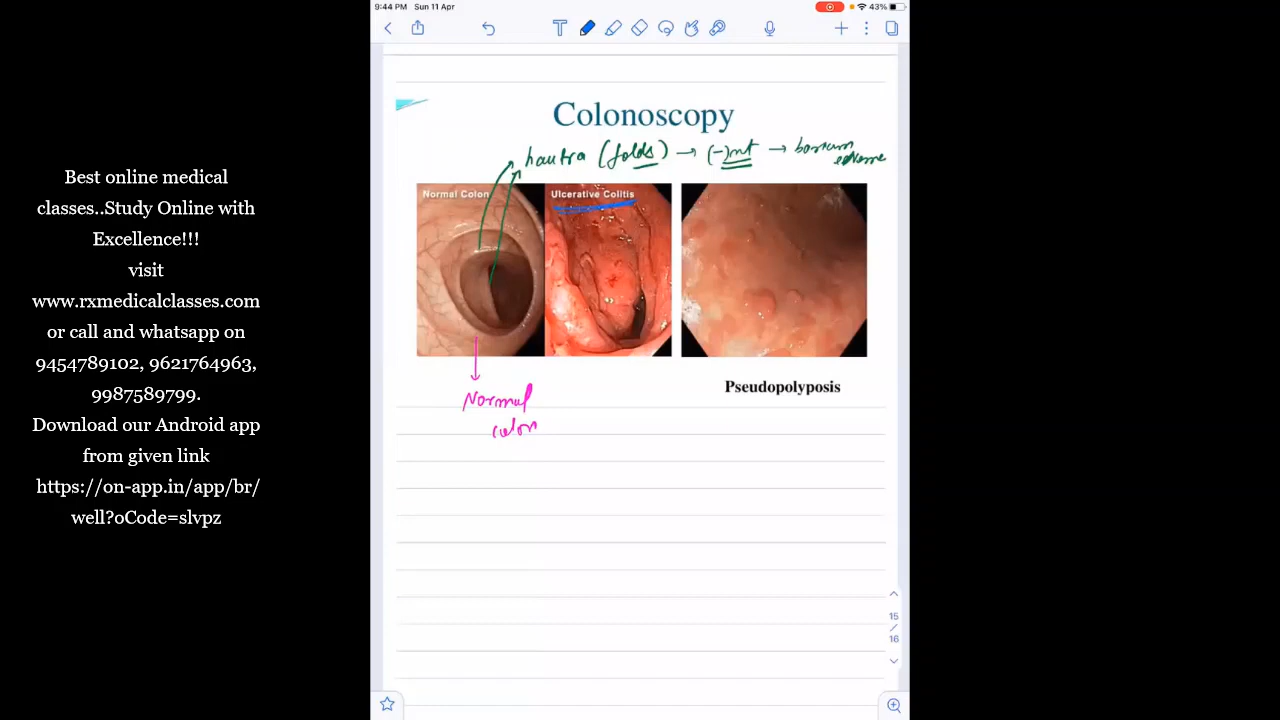 9:44 PM Sun 11 Apr
43%
Best online medical
classes..Study Online with
Excellence!!!
visit
www.rxmedicalclasses.com
or call and whatsapp on
9454789102, 9621764963,
9987589799.
Download our Android app
from given link
https://on-app.in/app/br/
well?oCode=slvpz
Colonoscopy
haustra (folds) → (-)nt → barium
enema
Normal Colon
Ulcerative Colitis
Pseudopolyposis
Normal
colon
15
/
16